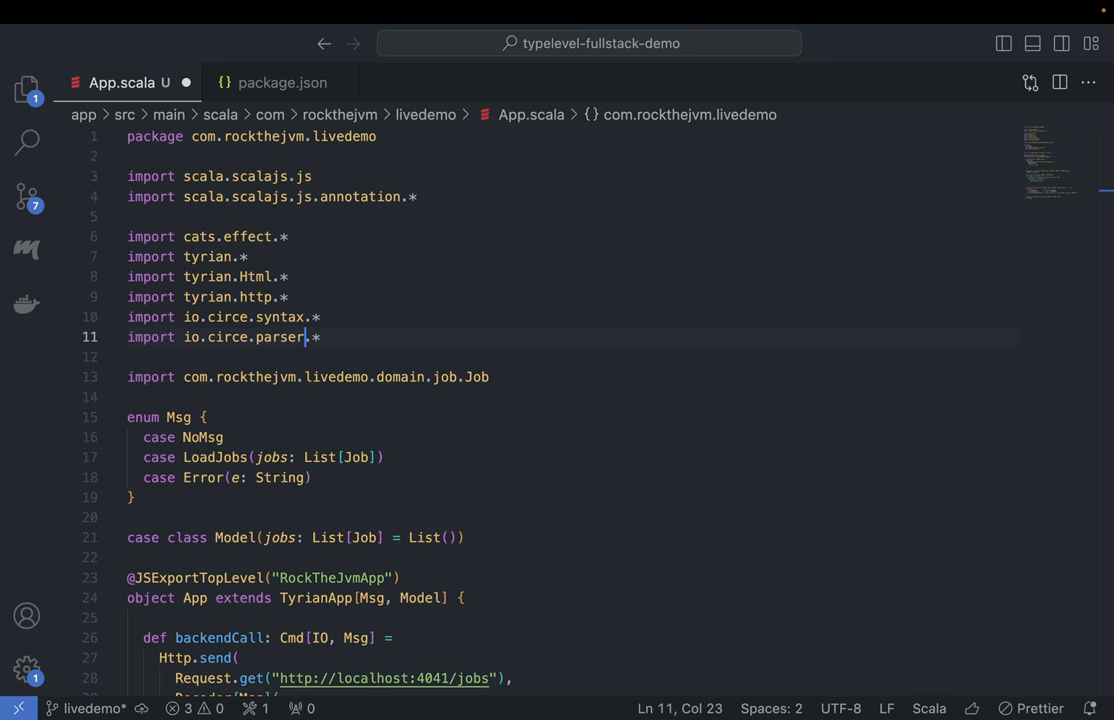 typelevel-fullstack-demo
App.scala U
{} package.json
app > src > main > scala > com > rockthejvm > livedemo > App.scala > {} com.rockthejvm.livedemo
1
1 package com.rockthejvm.livedemo
2
3 import scala.scalajs.js
4 import scala.scalajs.js.annotation.*
5
7
6 import cats.effect.*
7 import tyrian.*
8 import tyrian.Html.*
9 import tyrian.http.*
10 import io.circe.syntax.*
11 import io.circe.parser.*
12
13 import com.rockthejvm.livedemo.domain.job.Job
14
15 enum Msg {
16 case NoMsg
17 case LoadJobs(jobs: List[Job])
18 case Error(e: String)
19 }
20
21 case class Model(jobs: List[Job] = List())
22
23 @JSExportTopLevel("RockTheJvmApp")
24 object App extends TyrianApp[Msg, Model] {
25
26 def backendCall: Cmd[IO, Msg] =
27 Http.send(
28 Request.get("http://localhost:4041/jobs"),
1
livedemo* 3 0 1 0 Ln 11, Col 23 Spaces: 2 UTF-8 LF Scala Prettier